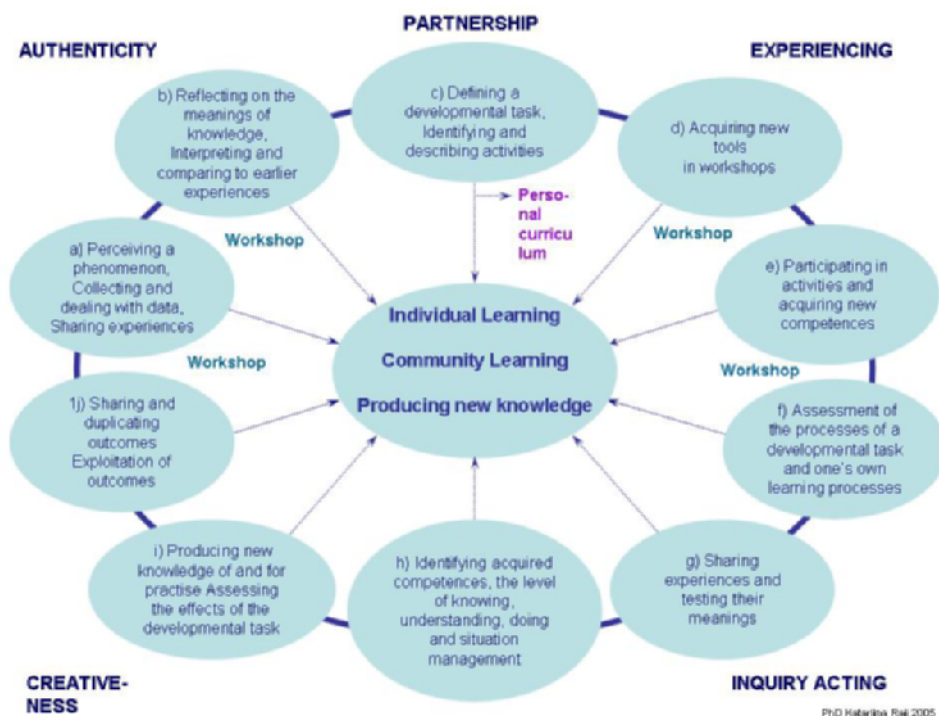 PARTNERSHIP
AUTHENTICITY
EXPERIENCING
b) Reflecting on the
meanings of
knowledge,
Interpreting and
comparing to earlier
experiences
c) Defining a
developmental task,
Identifying and
describing activities
d) Acquiring new
tools
in workshops
Perso-
nal
curricu
lum
Workshop
Workshop
a) Perceiving a
phenomenon,
Collecting and
dealing with data,
Sharing experiences
e) Participating in
activities and
acquiring new
competences
Individual Learning
Community Learning
Producing new knowledge
Workshop
Workshop
1j) Sharing and
duplicating
outcomes
Exploitation of
outcomes
f) Assessment of
the processes of a
developmental task
and one's own
learning processes
i) Producing new
knowledge of and for
practise Assessing
the effects of the
developmental task
h) Identifying acquired
competences, the level
of knowing,
understanding, doing
and situation
management
g) Sharing
experiences and
testing their
meanings
CREATIVE-
NESS
INQUIRY ACTING
PhD Katariina Raij 2005